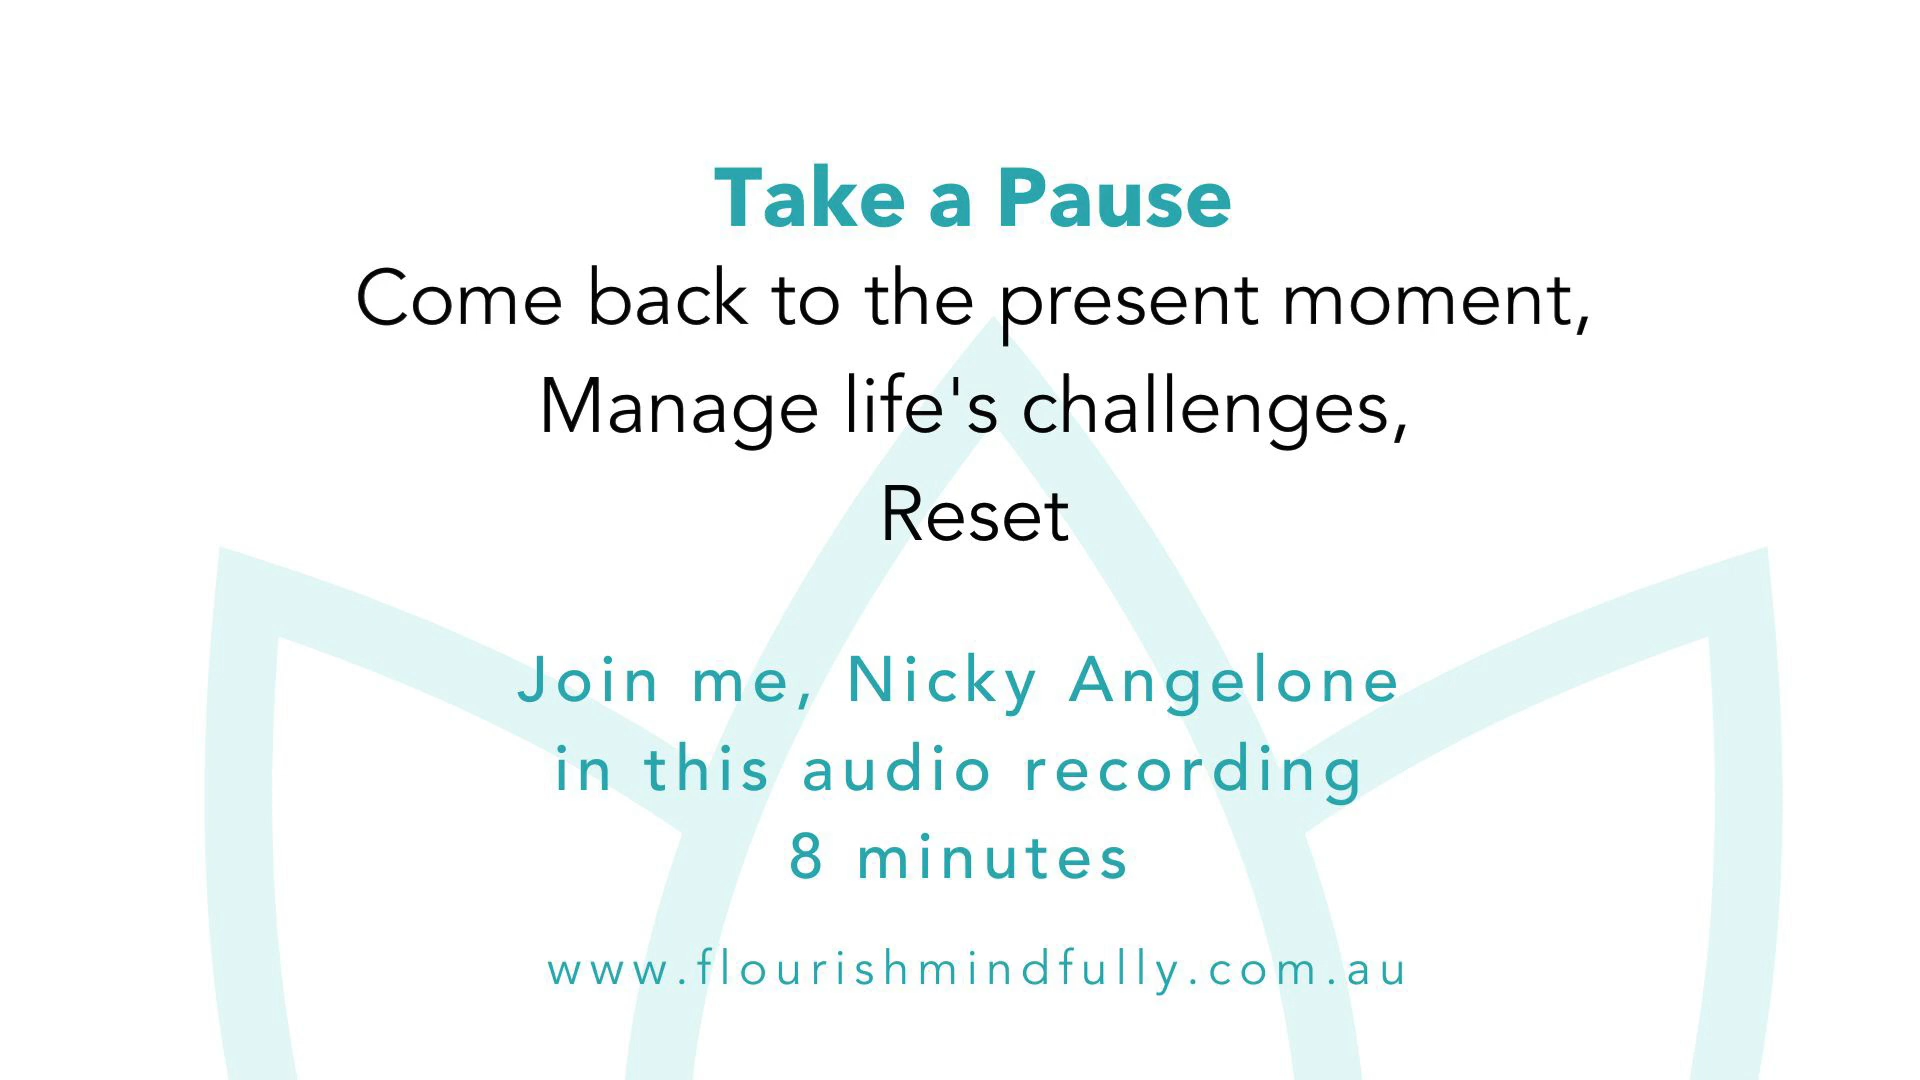 Take a Pause
Come back to the present moment,
Manage life's challenges,
Reset
Join me, Nicky Angelone
in this audio recording
8 minutes
www.flourishmindfully.com.au